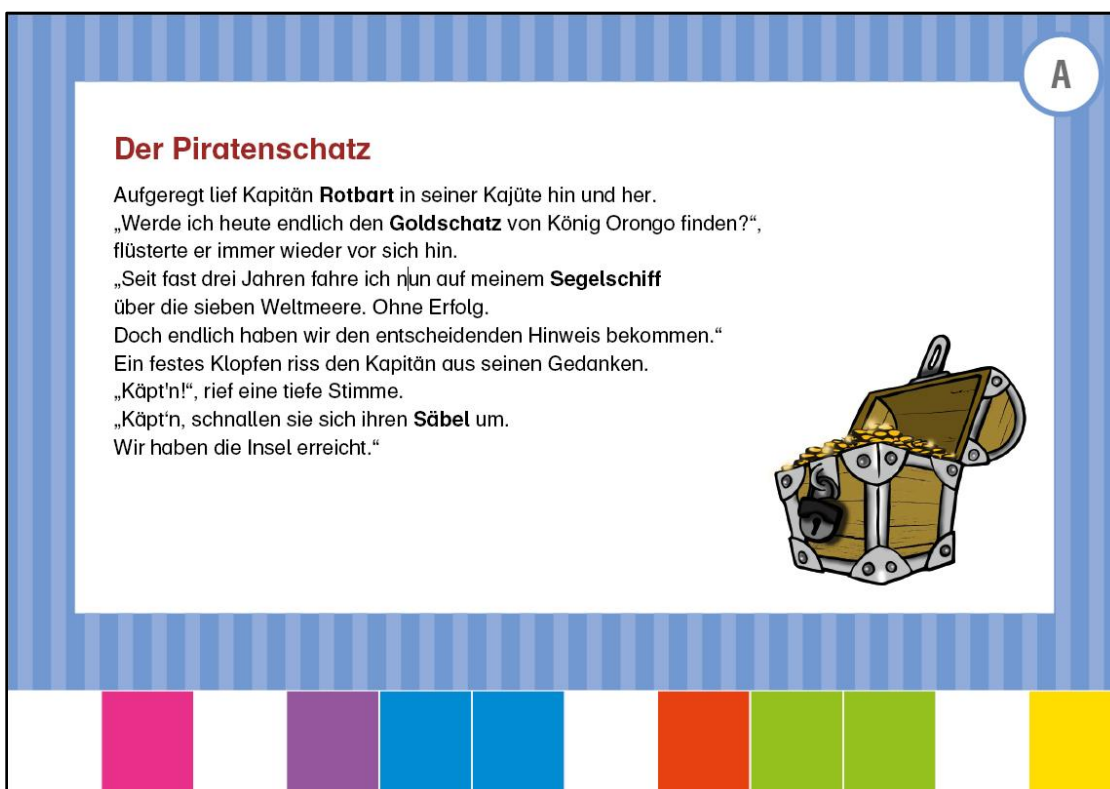 A
Der Piratenschatz
Aufgeregt lief Kapitän Rotbart in seiner Kajüte hin und her.
„Werde ich heute endlich den Goldschatz von König Orongo finden?“,
flüsterte er immer wieder vor sich hin.
„Seit fast drei Jahren fahre ich nun auf meinem Segelschiff
über die sieben Weltmeere. Ohne Erfolg.
Doch endlich haben wir den entscheidenden Hinweis bekommen.“
Ein festes Klopfen riss den Kapitän aus seinen Gedanken.
„Käpt'n!“, rief eine tiefe Stimme.
„Käpt‘n, schnallen sie sich ihren Säbel um.
Wir haben die Insel erreicht.“